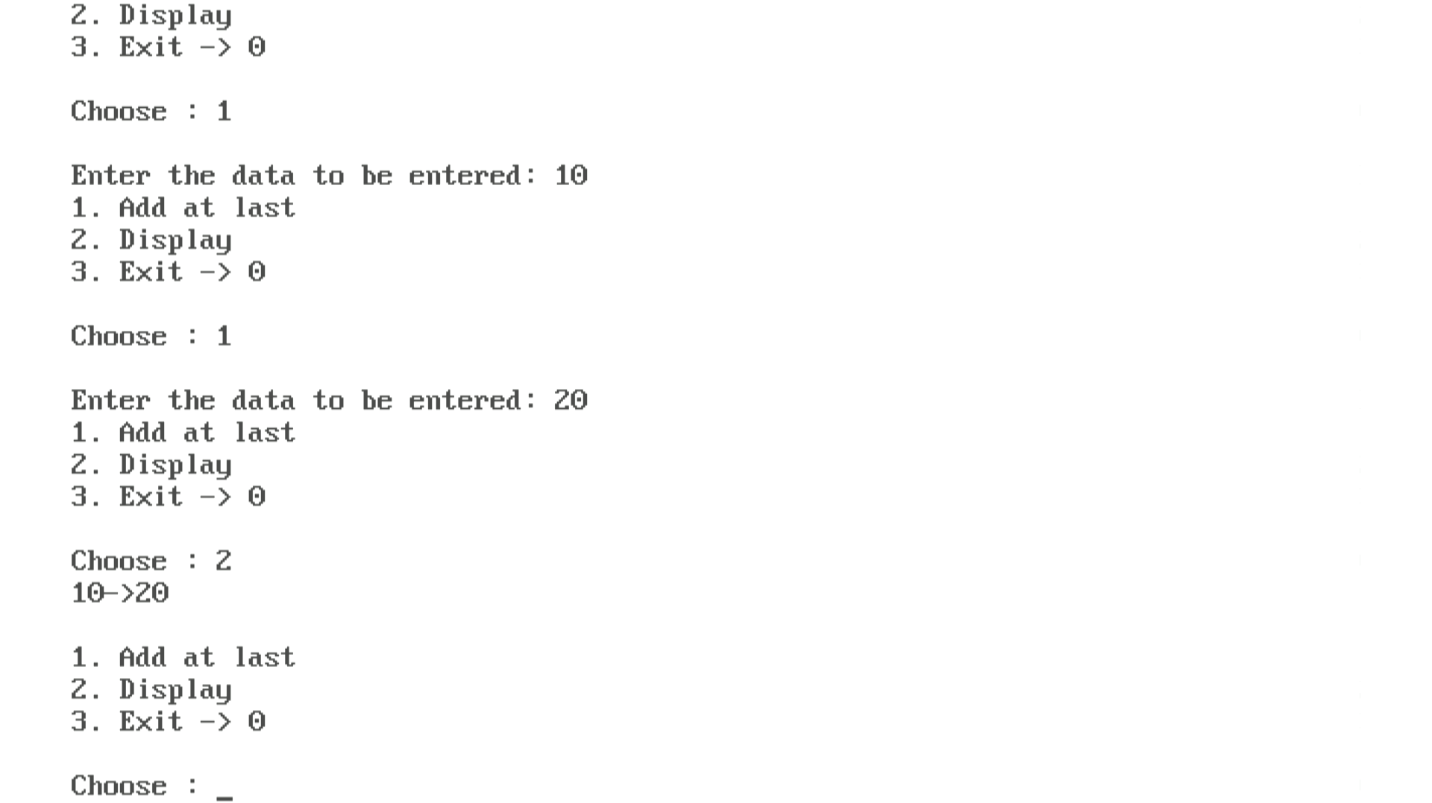 2. Display
3. Exit -> 0
Choose : 1
Enter the data to be entered: 10
1. Add at last
2. Display
3. Exit -> 0
Choose : 1
Enter the data to be entered: 20
1. Add at last
2. Display
3. Exit -> 0
Choose : 2
10->20
1. Add at last
2. Display
3. Exit -> 0
Choose : _